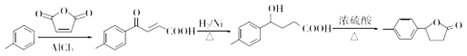 O O O
AlCl₃
O
COOH
H₂/Ni
△
OH
COOH
浓硫酸
△
O O